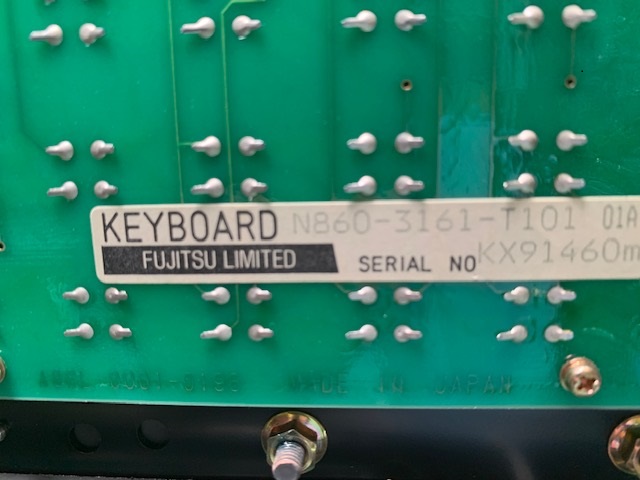 KEYBOARD N860-3161-T101 01A
FUJITSU LIMITED SERIAL NO KX91460m
MADE IN JAPAN